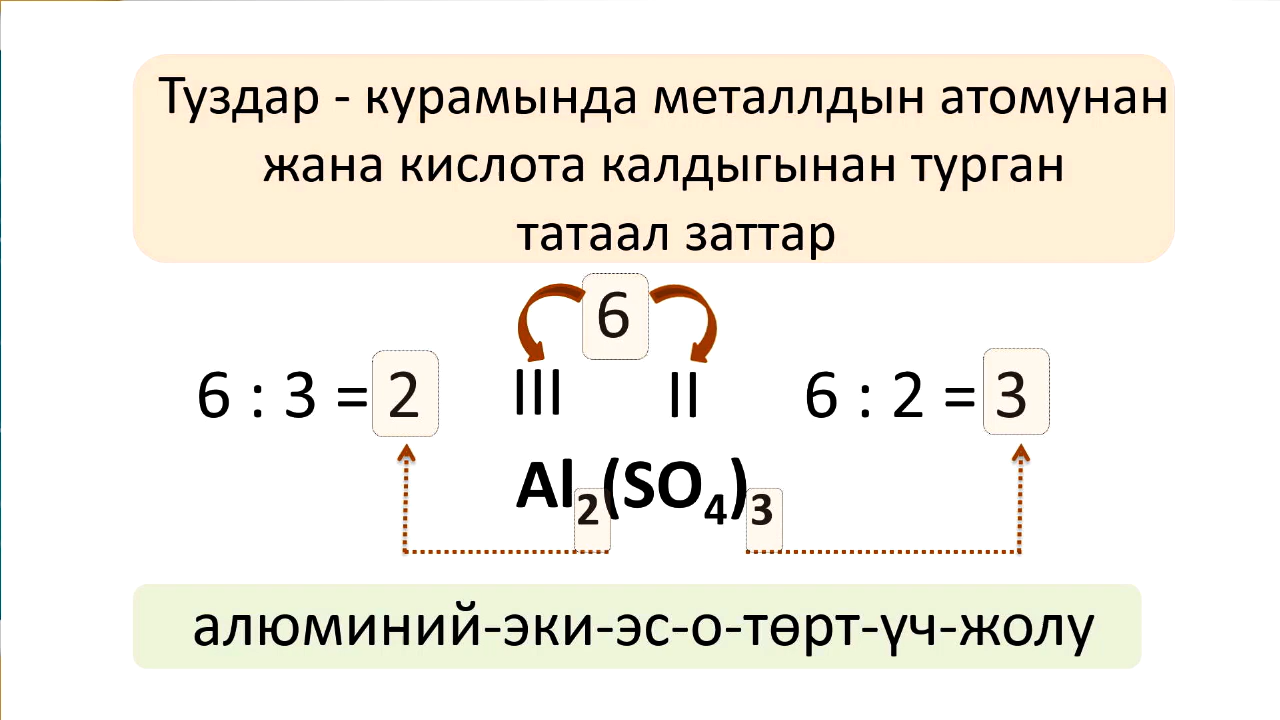 Туздар - курамында металлдын атомунан
жана кислота калдыгынан турган
татаал заттар
6
6 : 3 = 2 III II 6 : 2 = 3
Al₂(SO₄)₃
алюминий-эки-эс-о-төрт-үч-жолу